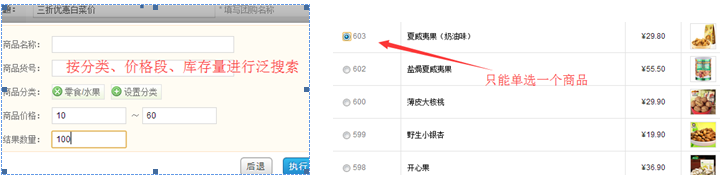 三折优惠白菜价
* 填写团购名称
商品名称：
商品货号：
按分类、价格段、库存量进行泛搜索
商品分类： 零食/水果 设置分类
商品价格： 10 ~ 60
结果数量： 100
后退 执行
603 夏威夷果（奶油味） ¥29.80
只能单选一个商品
602 盐焗夏威夷果 ¥55.50
600 薄皮大核桃 ¥29.90
599 野生小银杏 ¥19.90
598 开心果 ¥36.90